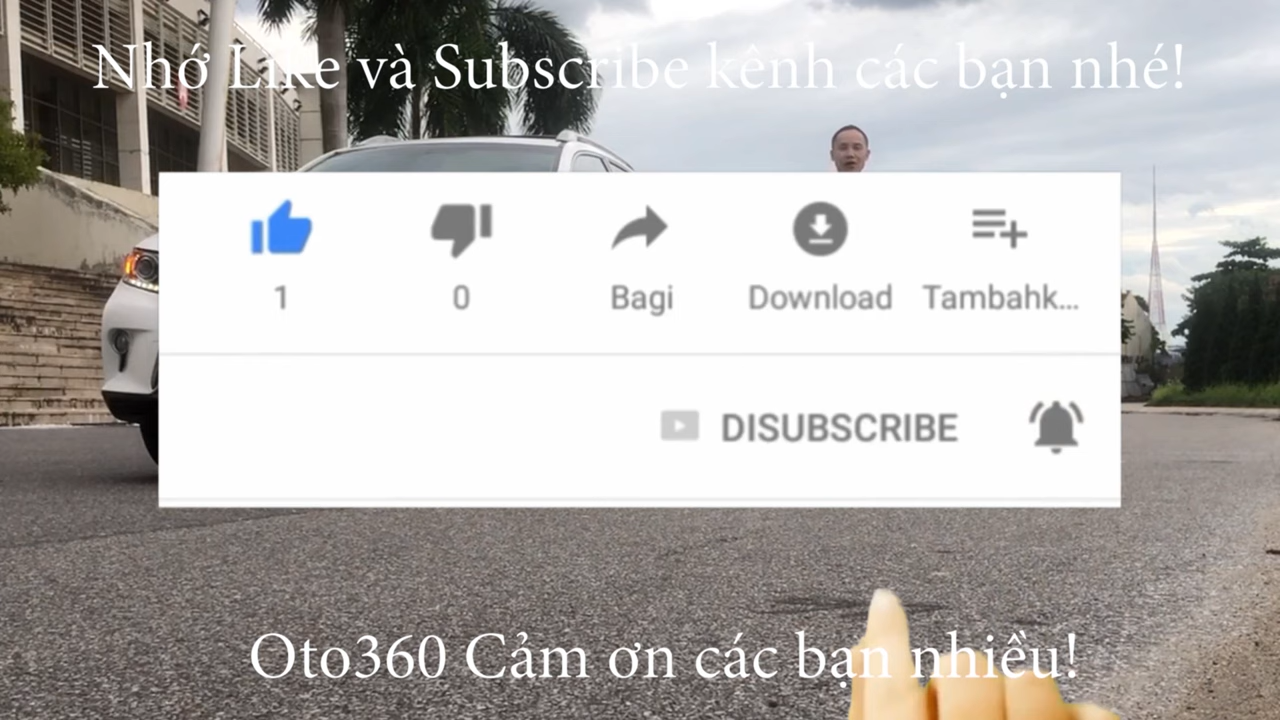 Nhớ Like và Subscribe kênh các bạn nhé!
1
0
Bagi
Download
Tambahk...
DISUBSCRIBE
Oto360 Cảm ơn các bạn nhiều!